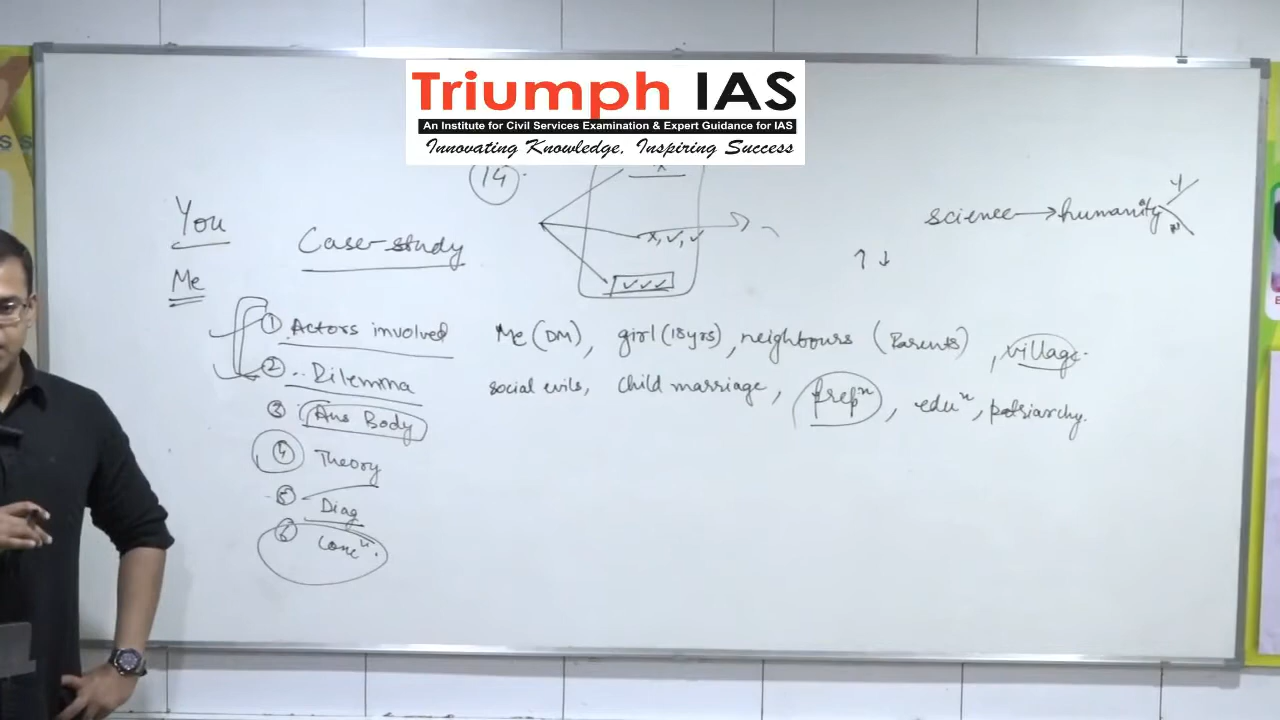 Triumph IAS
An Institute for Civil Services Examination & Expert Guidance for IAS
Innovating Knowledge, Inspiring Success
14
You
Me
Case-study
x
x, ✓, ✓
✓✓✓
science → humanity
Y
N
↑ ↓
① Actors involved Me (DM), girl (18yrs), neighbours (Parents), village.
② Dilemma social evils, child marriage, prepⁿ, eduⁿ, patriarchy.
③ Ans Body
④ Theory
⑤ Diag
⑥ Concⁿ.